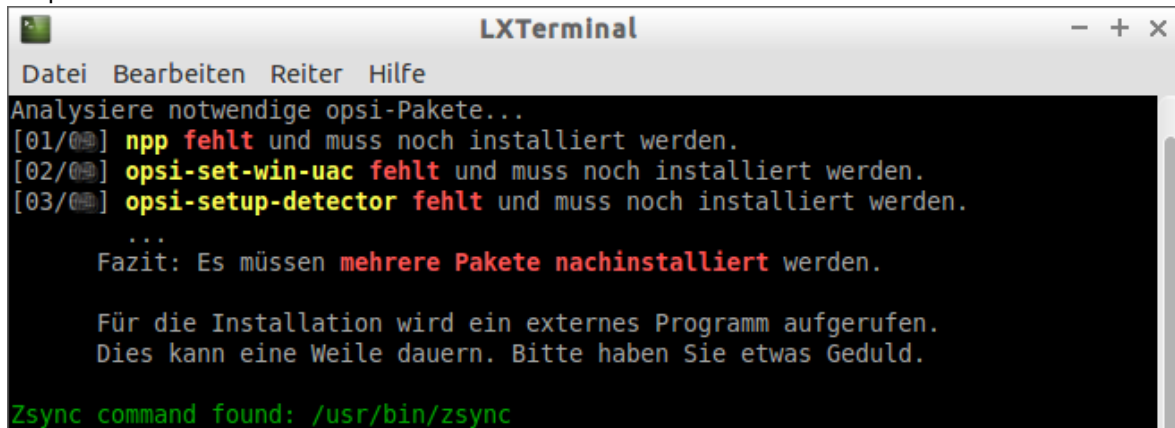 LXTerminal
Datei Bearbeiten Reiter Hilfe
Analysiere notwendige opsi-Pakete...
[01/0 ] npp fehlt und muss noch installiert werden.
[02/0 ] opsi-set-win-uac fehlt und muss noch installiert werden.
[03/0 ] opsi-setup-detector fehlt und muss noch installiert werden.
...
Fazit: Es müssen mehrere Pakete nachinstalliert werden.
Für die Installation wird ein externes Programm aufgerufen.
Dies kann eine Weile dauern. Bitte haben Sie etwas Geduld.
Zsync command found: /usr/bin/zsync